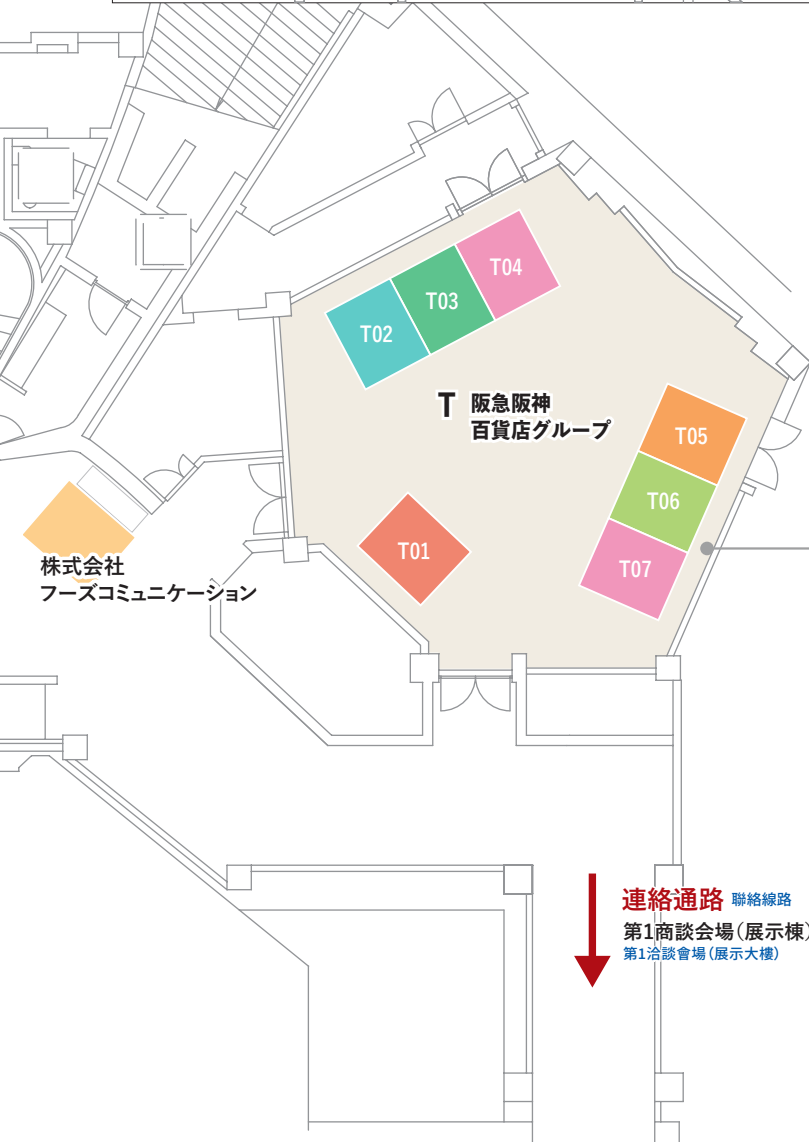 T04
T03
T02
T 阪急阪神
百貨店グループ
T05
T06
T01
T07
株式会社
フーズコミュニケーション
連絡通路 聯絡線路
第1商談会場（展示棟）
第1洽談會場（展示大樓）